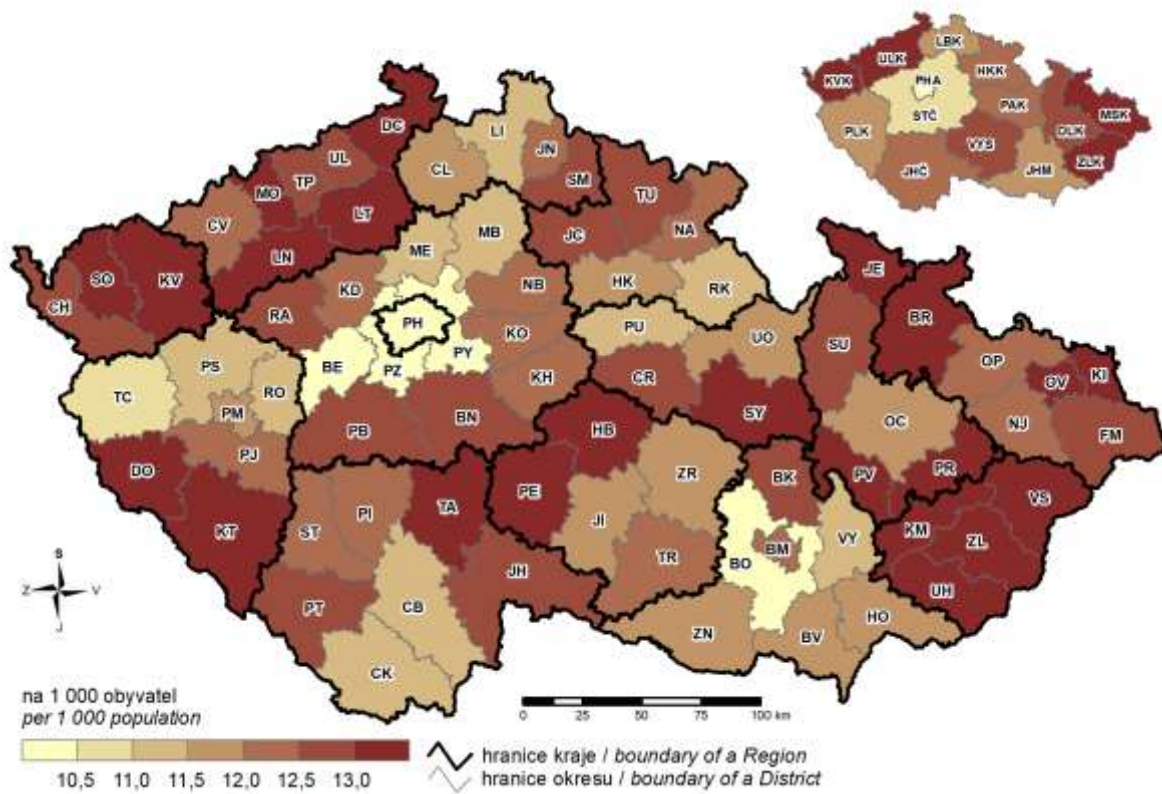 LBK
ULK
HKK
KVK
PHA
PAK
MSK
STČ
PLK
OLK
VYS
ZLK
JHČ
JHM
DC
LI
UL
JN
CL
TP
SM
MO
TU
LT
CV
MB
NA
JC
ME
LN
SO
JE
KV
HK
NB
RK
KD
CH
RA
BR
PH
PU
KO
UO
PY
SU
PS
BE
PZ
OP
KI
OV
TC
RO
KH
CR
PM
SY
OC
NJ
FM
BN
PB
HB
PJ
DO
PR
ZR
BK
PV
VS
PE
TA
PI
JI
KM
KT
ST
VY
ZL
BM
TR
BO
JH
UH
PT
CB
HO
ZN
BV
CK
S
Z V
J
na 1 000 obyvatel
per 1 000 population
0 25 50 75 100 km
10,5 11,0 11,5 12,0 12,5 13,0
hranice kraje / boundary of a Region
hranice okresu / boundary of a District